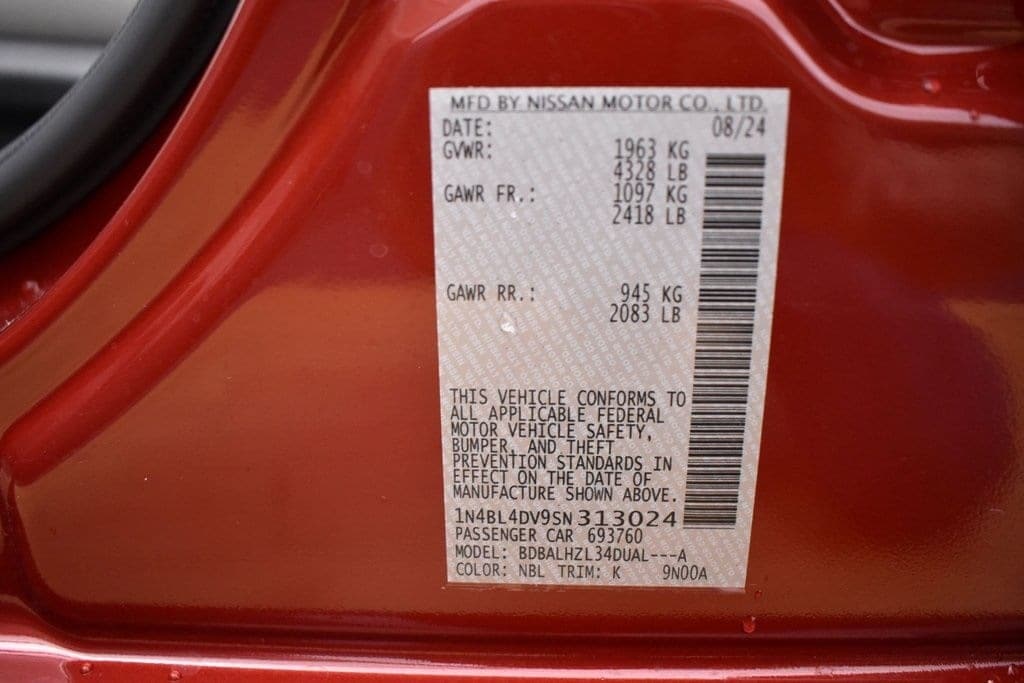 MFD BY NISSAN MOTOR CO., LTD.
DATE: 08/24
GVWR: 1963 KG
4328 LB
GAWR FR.: 1097 KG
2418 LB
GAWR RR.: 945 KG
2083 LB
THIS VEHICLE CONFORMS TO
ALL APPLICABLE FEDERAL
MOTOR VEHICLE SAFETY,
BUMPER, AND THEFT
PREVENTION STANDARDS IN
EFFECT ON THE DATE OF
MANUFACTURE SHOWN ABOVE.
1N4BL4DV9SN313024
PASSENGER CAR 693760
MODEL: BDBALHZL34DUAL---A
COLOR: NBL TRIM: K 9N00A